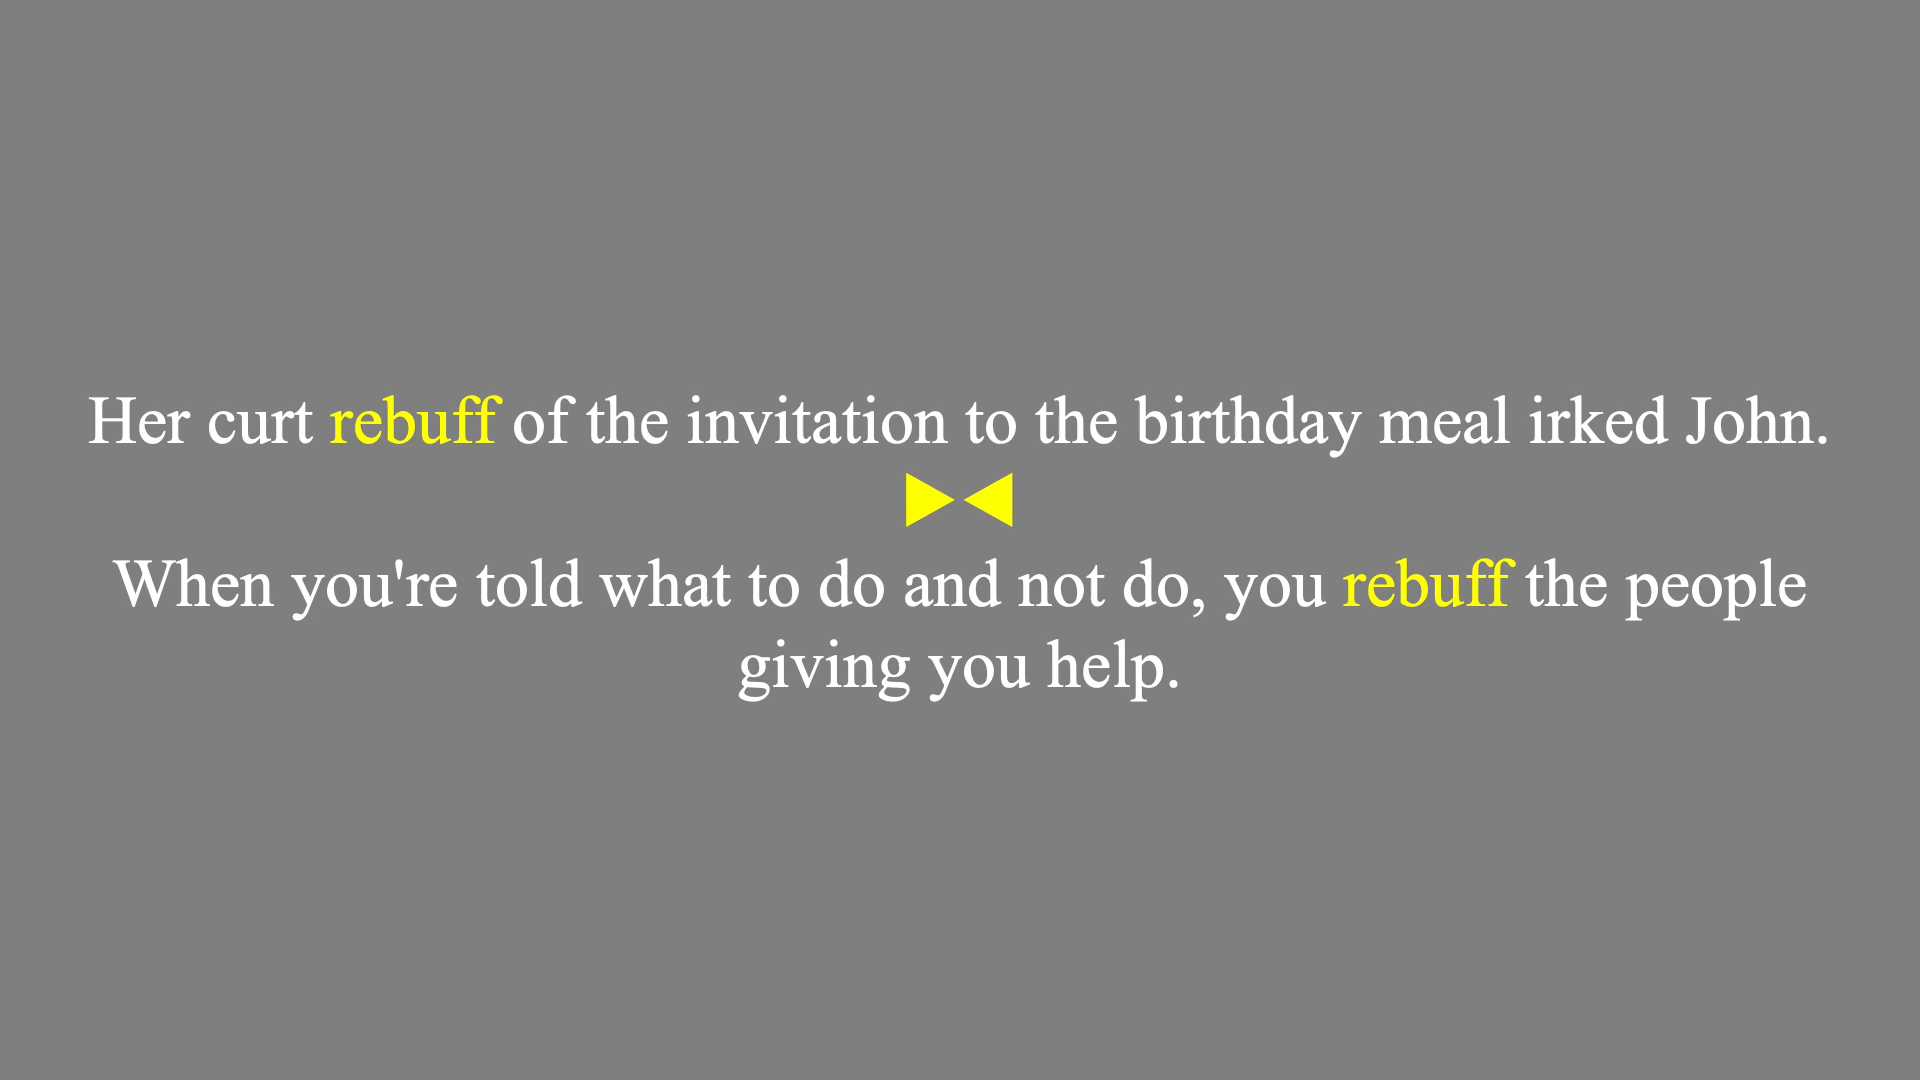 Her curt rebuff of the invitation to the birthday meal irked John.
▶◀
When you're told what to do and not do, you rebuff the people
giving you help.